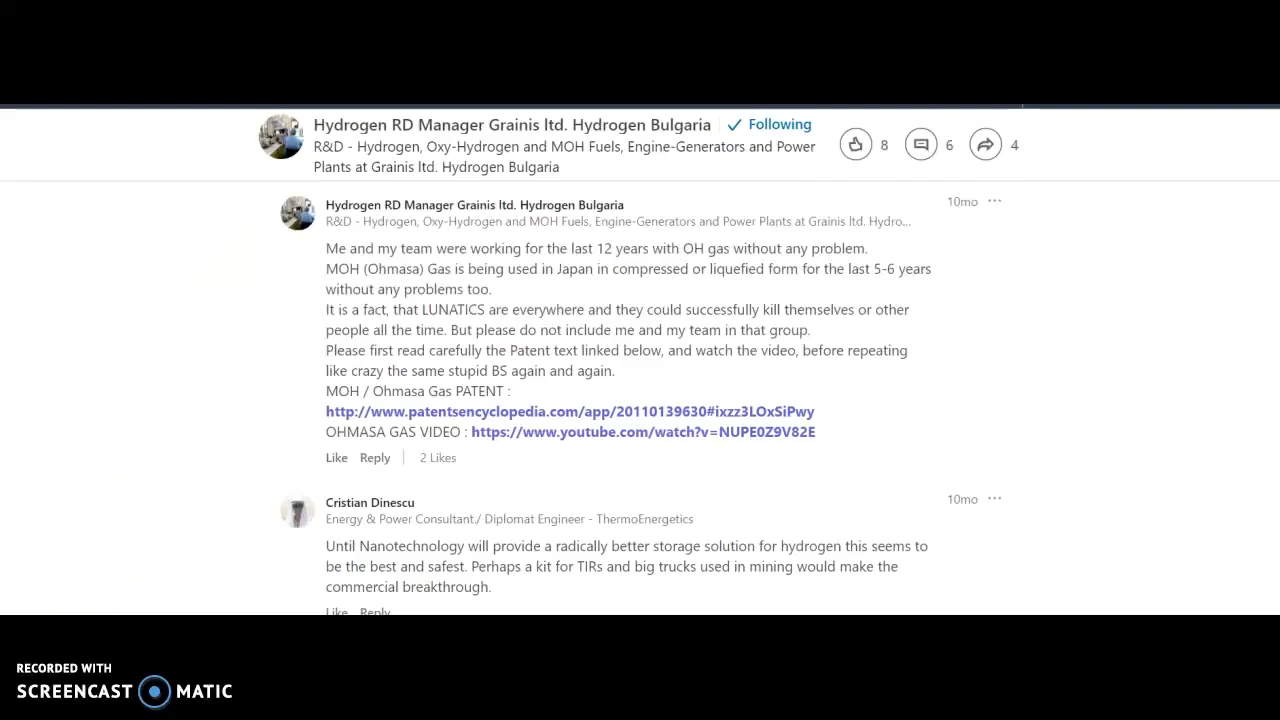 Hydrogen RD Manager Grainis ltd. Hydrogen Bulgaria Following
R&D - Hydrogen, Oxy-Hydrogen and MOH Fuels, Engine-Generators and Power
Plants at Grainis ltd. Hydrogen Bulgaria
8 6 4
Hydrogen RD Manager Grainis ltd. Hydrogen Bulgaria 10mo ...
R&D - Hydrogen, Oxy-Hydrogen and MOH Fuels, Engine-Generators and Power Plants at Grainis ltd. Hydro...
Me and my team were working for the last 12 years with OH gas without any problem.
MOH (Ohmasa) Gas is being used in Japan in compressed or liquefied form for the last 5-6 years
without any problems too.
It is a fact, that LUNATICS are everywhere and they could successfully kill themselves or other
people all the time. But please do not include me and my team in that group.
Please first read carefully the Patent text linked below, and watch the video, before repeating
like crazy the same stupid BS again and again.
MOH / Ohmasa Gas PATENT :
http://www.patentsencyclopedia.com/app/20110139630#ixzz3LOxSiPwy
OHMASA GAS VIDEO : https://www.youtube.com/watch?v=NUPE0Z9V82E
Like Reply 2 Likes
Cristian Dinescu 10mo ...
Energy & Power Consultant./ Diplomat Engineer - ThermoEnergetics
Until Nanotechnology will provide a radically better storage solution for hydrogen this seems to
be the best and safest. Perhaps a kit for TIRs and big trucks used in mining would make the
commercial breakthrough.
Like Reply
RECORDED WITH
SCREENCAST MATIC